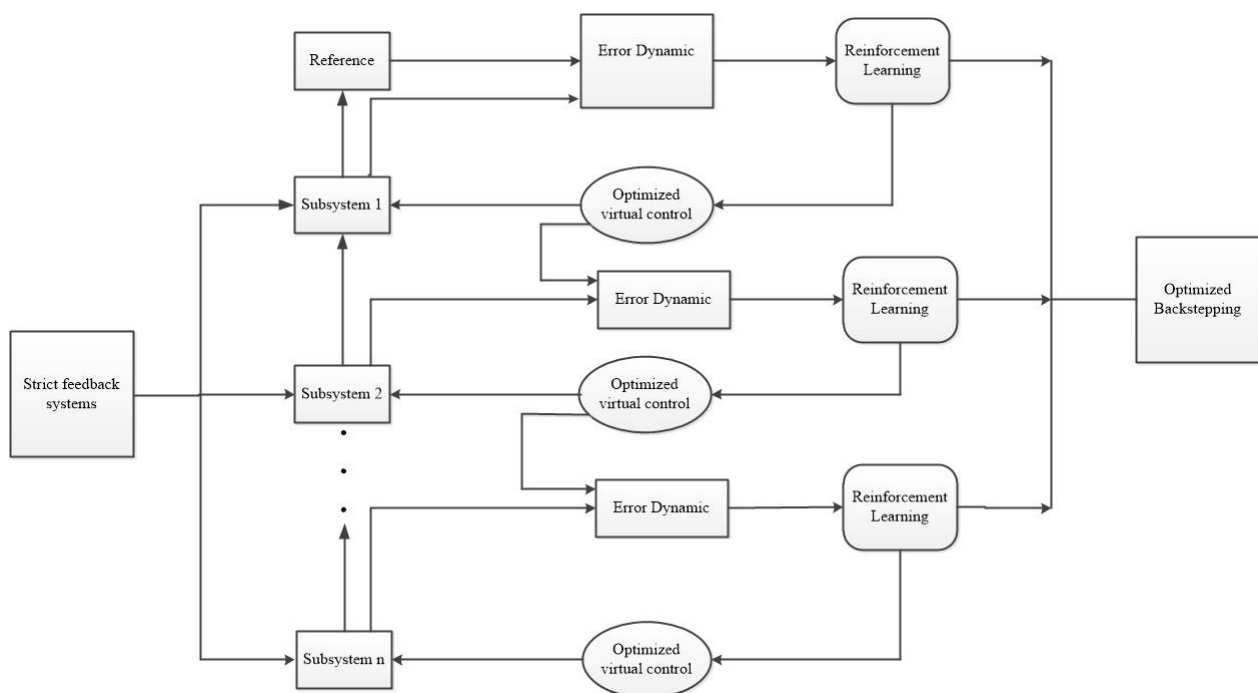 Reference
Error Dynamic
Reinforcement
Learning
Subsystem 1
Optimized
virtual control
Error Dynamic
Reinforcement
Learning
Optimized
Backstepping
Strict feedback
systems
Subsystem 2
Optimized
virtual control
Error Dynamic
Reinforcement
Learning
Subsystem n
Optimized
virtual control